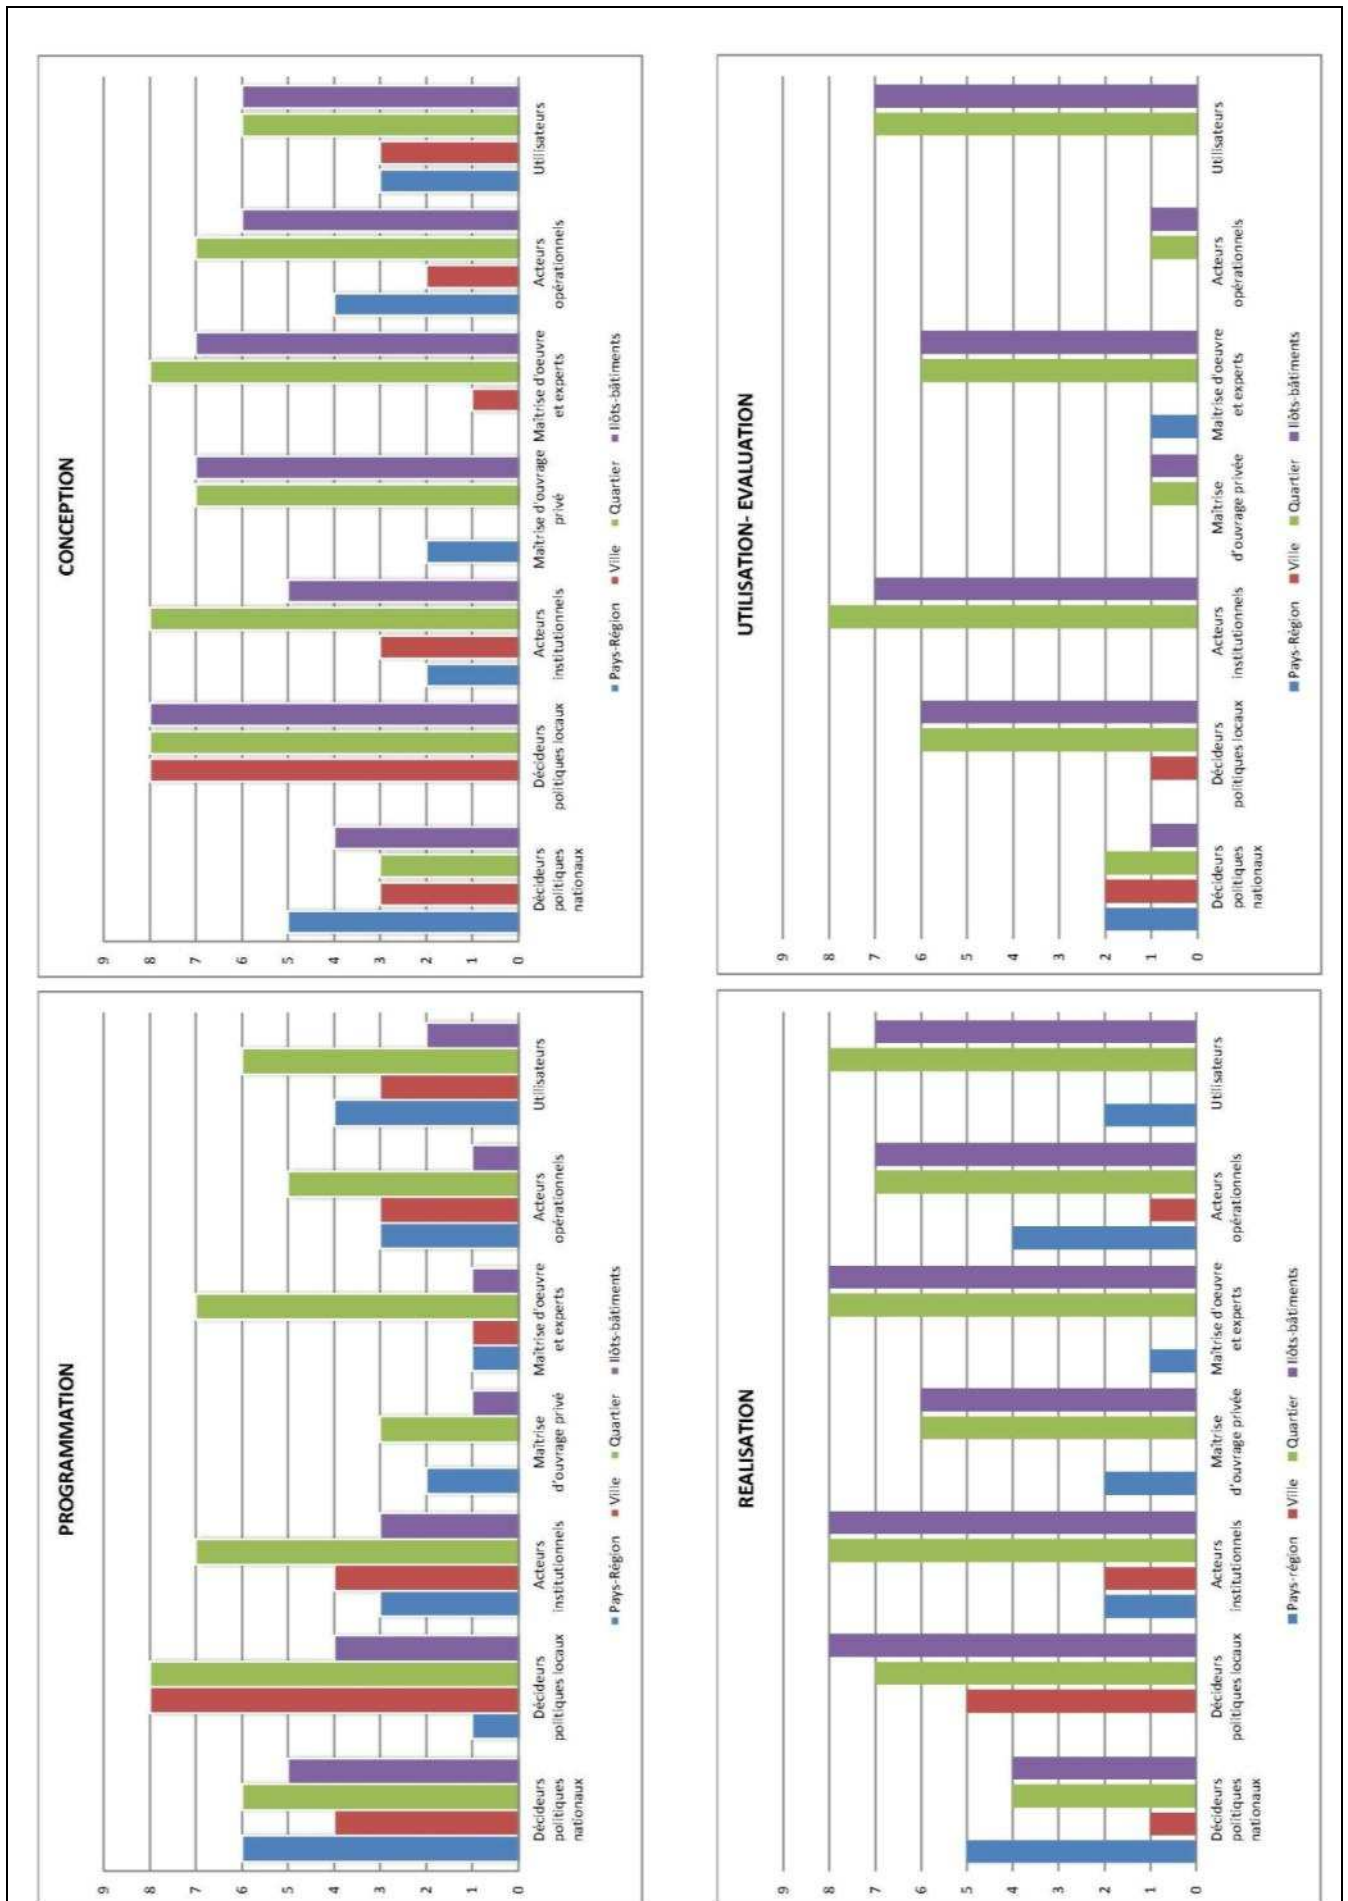 PROGRAMMATION
9
8
7
6
5
4
3
2
1
0
Décideurs
politiques
nationaux
Décideurs
politiques locaux
Acteurs
institutionnels
Maîtrise
d'ouvrage privé
Maîtrise d'oeuvre
et experts
Acteurs
opérationnels
Utilisateurs
Pays-Région Ville Quartier Ilôts-bâtiments
CONCEPTION
9
8
7
6
5
4
3
2
1
0
Décideurs
politiques
nationaux
Décideurs
politiques locaux
Acteurs
institutionnels
Maîtrise d'ouvrage
privé
Maîtrise d'oeuvre
et experts
Acteurs
opérationnels
Utilisateurs
Pays-Région Ville Quartier Ilôts-bâtiments
REALISATION
9
8
7
6
5
4
3
2
1
0
Décideurs
politiques
nationaux
Décideurs
politiques locaux
Acteurs
institutionnels
Maîtrise
d'ouvrage privée
Maîtrise d'oeuvre
et experts
Acteurs
opérationnels
Utilisateurs
Pays-région Ville Quartier Ilôts-bâtiments
UTILISATION- EVALUATION
9
8
7
6
5
4
3
2
1
0
Décideurs
politiques
nationaux
Décideurs
politiques locaux
Acteurs
institutionnels
Maîtrise
d'ouvrage privée
Maîtrise d'oeuvre
et experts
Acteurs
opérationnels
Utilisateurs
Pays-Région Ville Quartier Ilôts-bâtiments